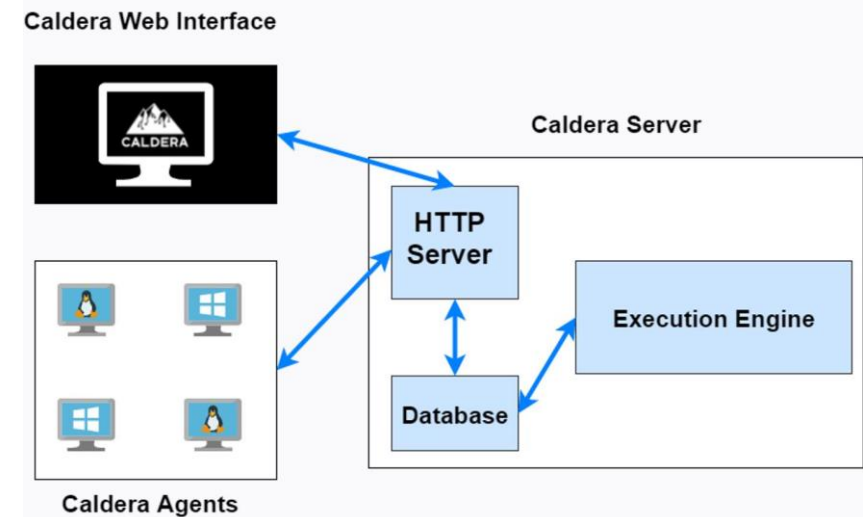 Caldera Web Interface
CALDERA
Caldera Server
HTTP
Server
Execution Engine
Database
Caldera Agents